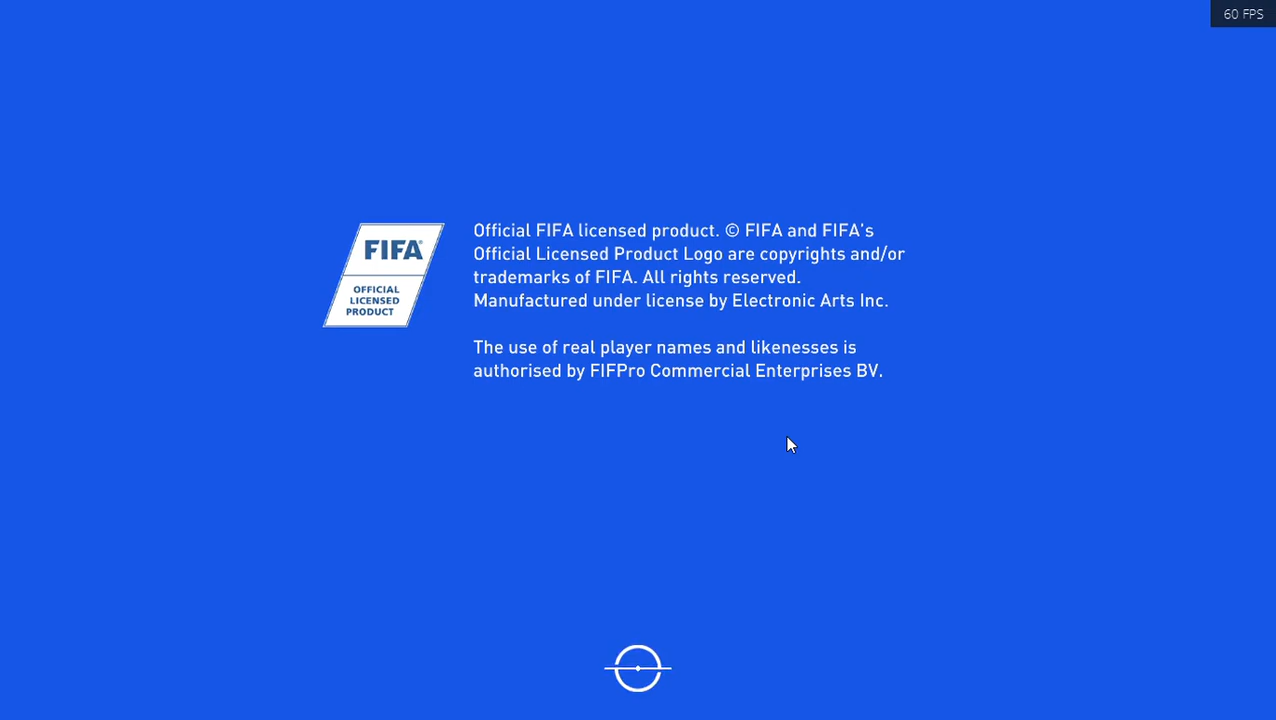 60 FPS
FIFA®
OFFICIAL
LICENSED
PRODUCT
Official FIFA licensed product. © FIFA and FIFA's
Official Licensed Product Logo are copyrights and/or
trademarks of FIFA. All rights reserved.
Manufactured under license by Electronic Arts Inc.
The use of real player names and likenesses is
authorised by FIFPro Commercial Enterprises BV.